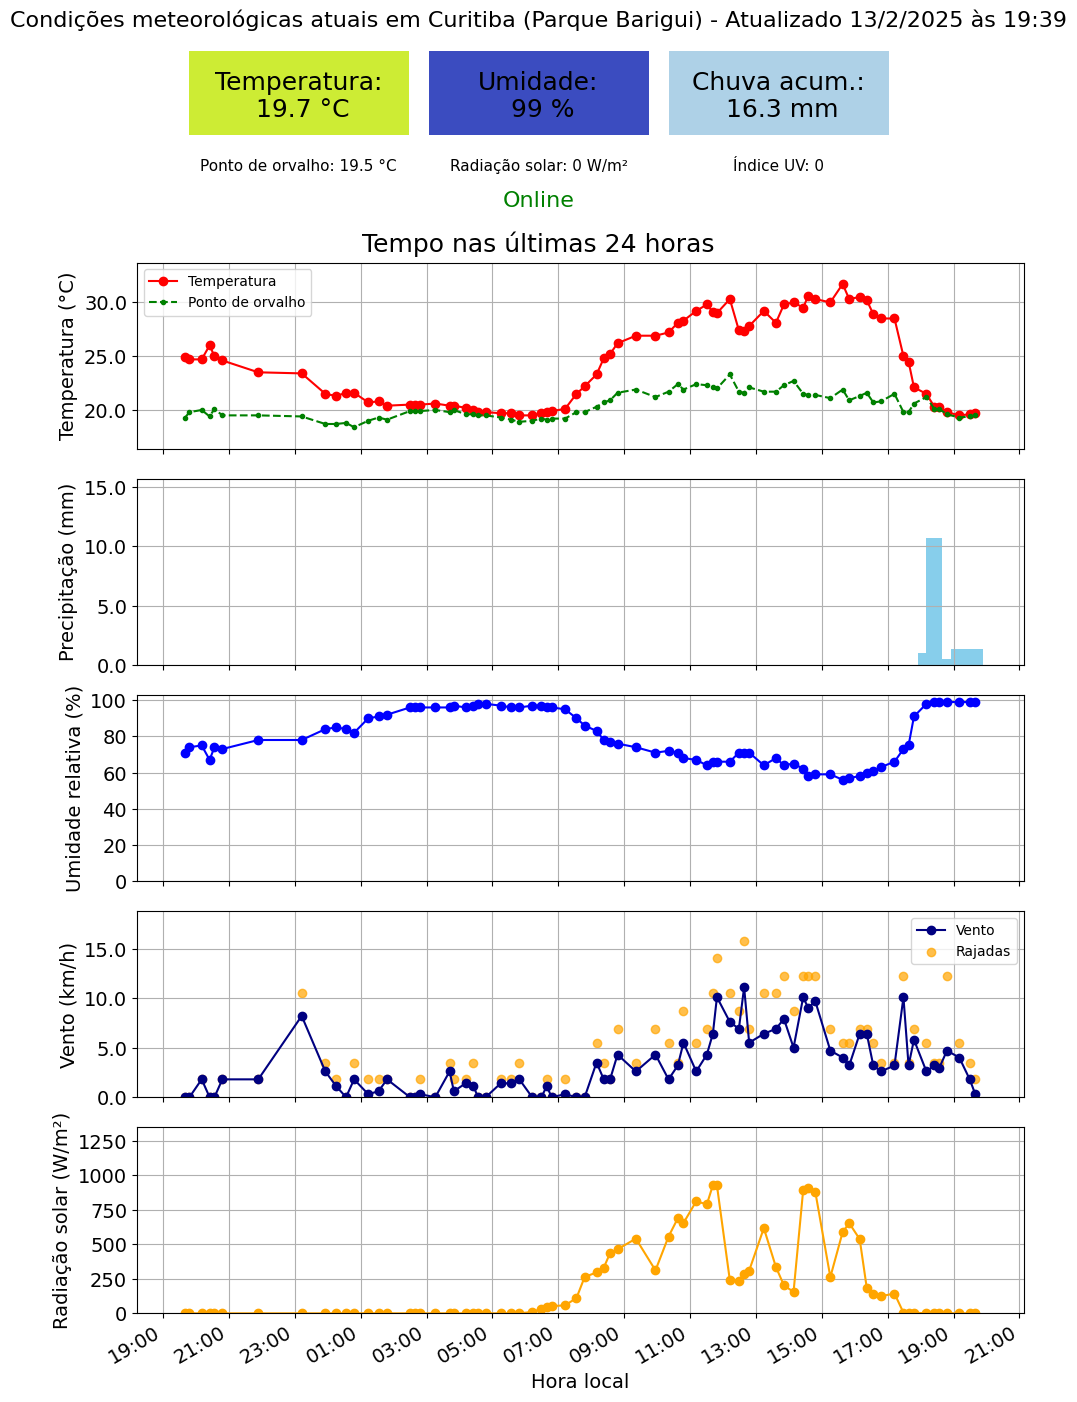 Condições meteorológicas atuais em Curitiba (Parque Barigui) - Atualizado 13/2/2025 às 19:39
Temperatura:
19.7 °C
Umidade:
99 %
Chuva acum.:
16.3 mm
Ponto de orvalho: 19.5 °C
Radiação solar: 0 W/m²
Índice UV: 0
Online
Tempo nas últimas 24 horas
Temperatura (°C)
30.0
25.0
20.0
Temperatura
Ponto de orvalho
Precipitação (mm)
15.0
10.0
5.0
0.0
Umidade relativa (%)
100
80
60
40
20
0
Vento (km/h)
15.0
10.0
5.0
0.0
Vento
Rajadas
Radiação solar (W/m²)
1250
1000
750
500
250
0
19:00
21:00
23:00
01:00
03:00
05:00
07:00
09:00
11:00
13:00
15:00
17:00
19:00
21:00
Hora local